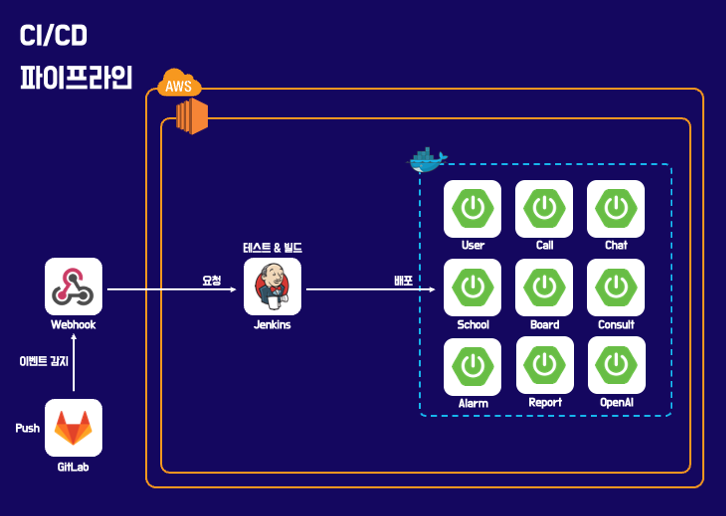 CI/CD
파이프라인
AWS
User
Call
Chat
테스트 & 빌드
요청
배포
Webhook
Jenkins
School
Board
Consult
이벤트 감지
Push
GitLab
Alarm
Report
OpenAI